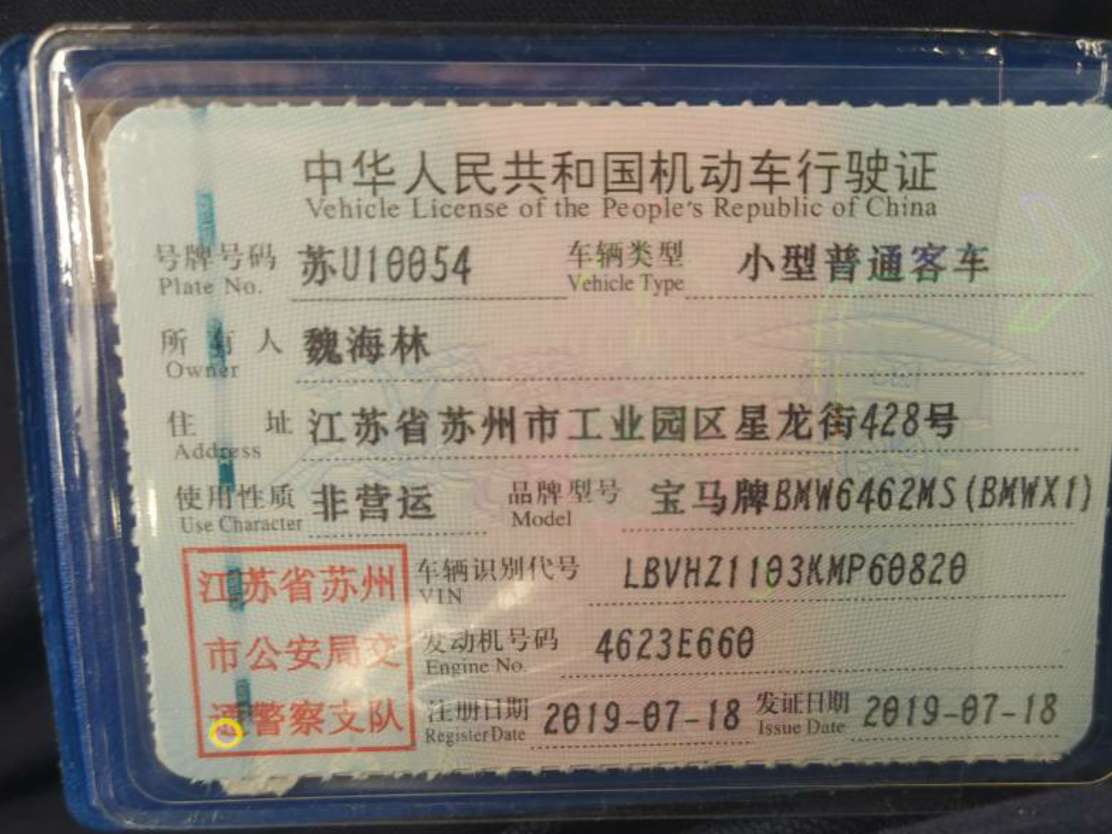 中华人民共和国机动车行驶证
Vehicle License of the People's Republic of China
号牌号码 苏U10054 车辆类型 小型普通客车
Plate No. Vehicle Type
所有人 魏海林
Owner
住址 江苏省苏州市工业园区星龙街428号
Address
使用性质 非营运 品牌型号 宝马牌BMW6462MS(BMWX1)
Use Character Model
江苏省苏州 车辆识别代号 LBVHZ1103KMP60820
VIN
市公安局交 发动机号码 4623E660
Engine No.
通警察支队 注册日期 2019-07-18 发证日期 2019-07-18
Register Date Issue Date